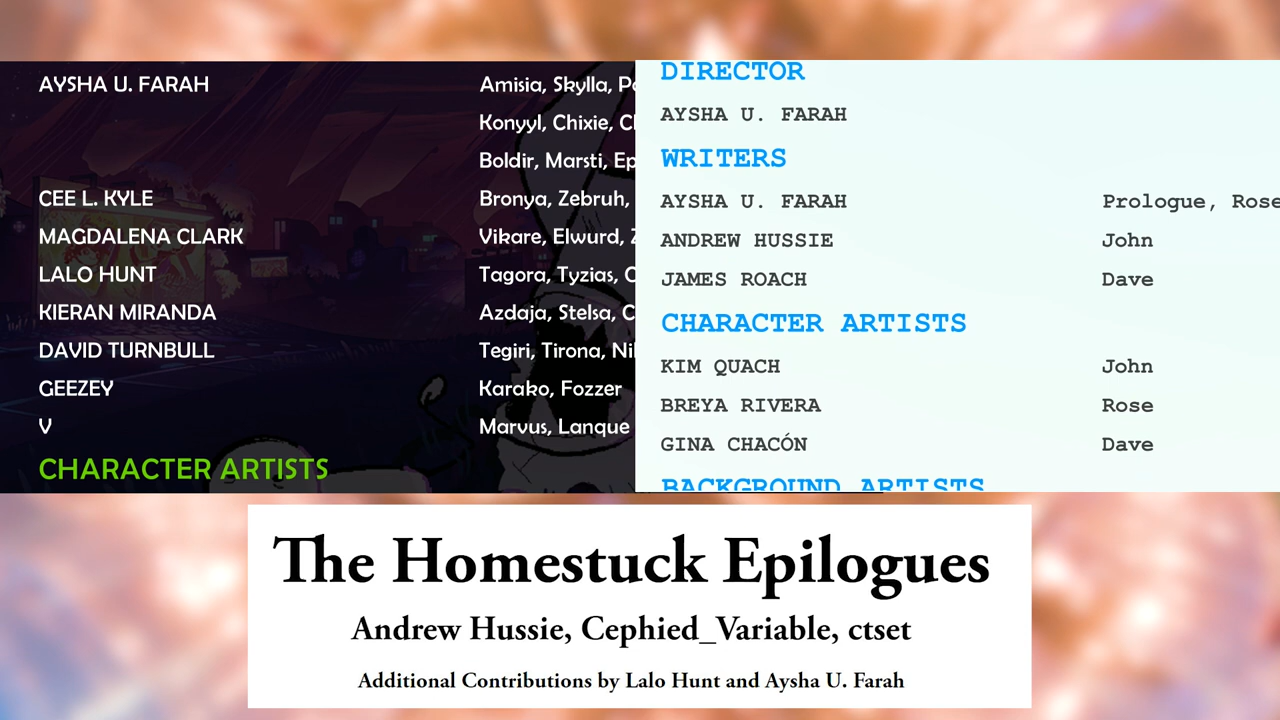 AYSHA U. FARAH
Amisia, Skylla,
Konyyl, Chixie,
Boldir, Marsti,
CEE L. KYLE
Bronya, Zebruh,
MAGDALENA CLARK
Vikare, Elwurd,
LALO HUNT
Tagora, Tyzias,
KIERAN MIRANDA
Azdaja, Stelsa,
DAVID TURNBULL
Tegiri, Tirona,
GEEZEY
Karako, Fozzer
V
Marvus, Lanque
CHARACTER ARTISTS
DIRECTOR
AYSHA U. FARAH
WRITERS
AYSHA U. FARAH
Prologue, Rose
ANDREW HUSSIE
John
JAMES ROACH
Dave
CHARACTER ARTISTS
KIM QUACH
John
BREYA RIVERA
Rose
GINA CHACÓN
Dave
BACKGROUND ARTISTS
The Homestuck Epilogues
Andrew Hussie, Cephied_Variable, ctset
Additional Contributions by Lalo Hunt and Aysha U. Farah